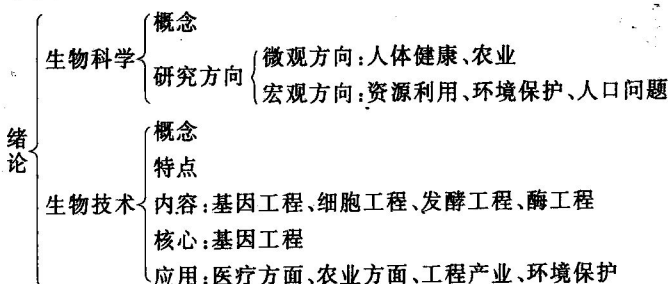 绪论
生物科学
概念
研究方向
微观方向:人体健康、农业
宏观方向:资源利用、环境保护、人口问题
生物技术
概念
特点
内容:基因工程、细胞工程、发酵工程、酶工程
核心:基因工程
应用:医疗方面、农业方面、工程产业、环境保护